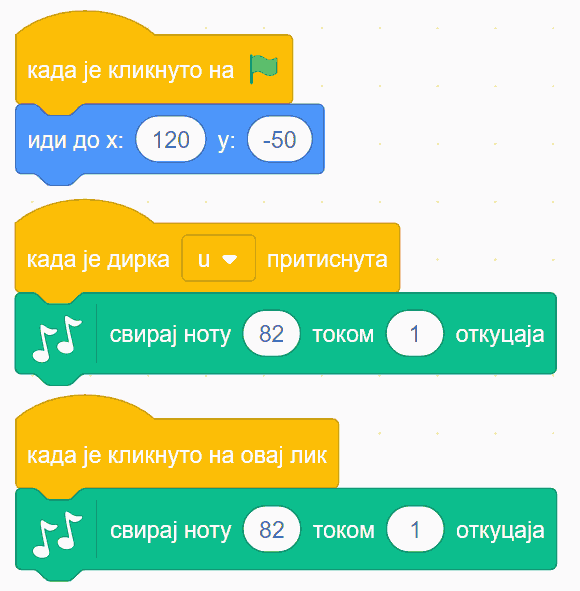 када је кликнуто на
иди до x: 120 y: -50
када је дирка u притиснута
свирај ноту 82 током 1 откуцаја
када је кликнуто на овај лик
свирај ноту 82 током 1 откуцаја